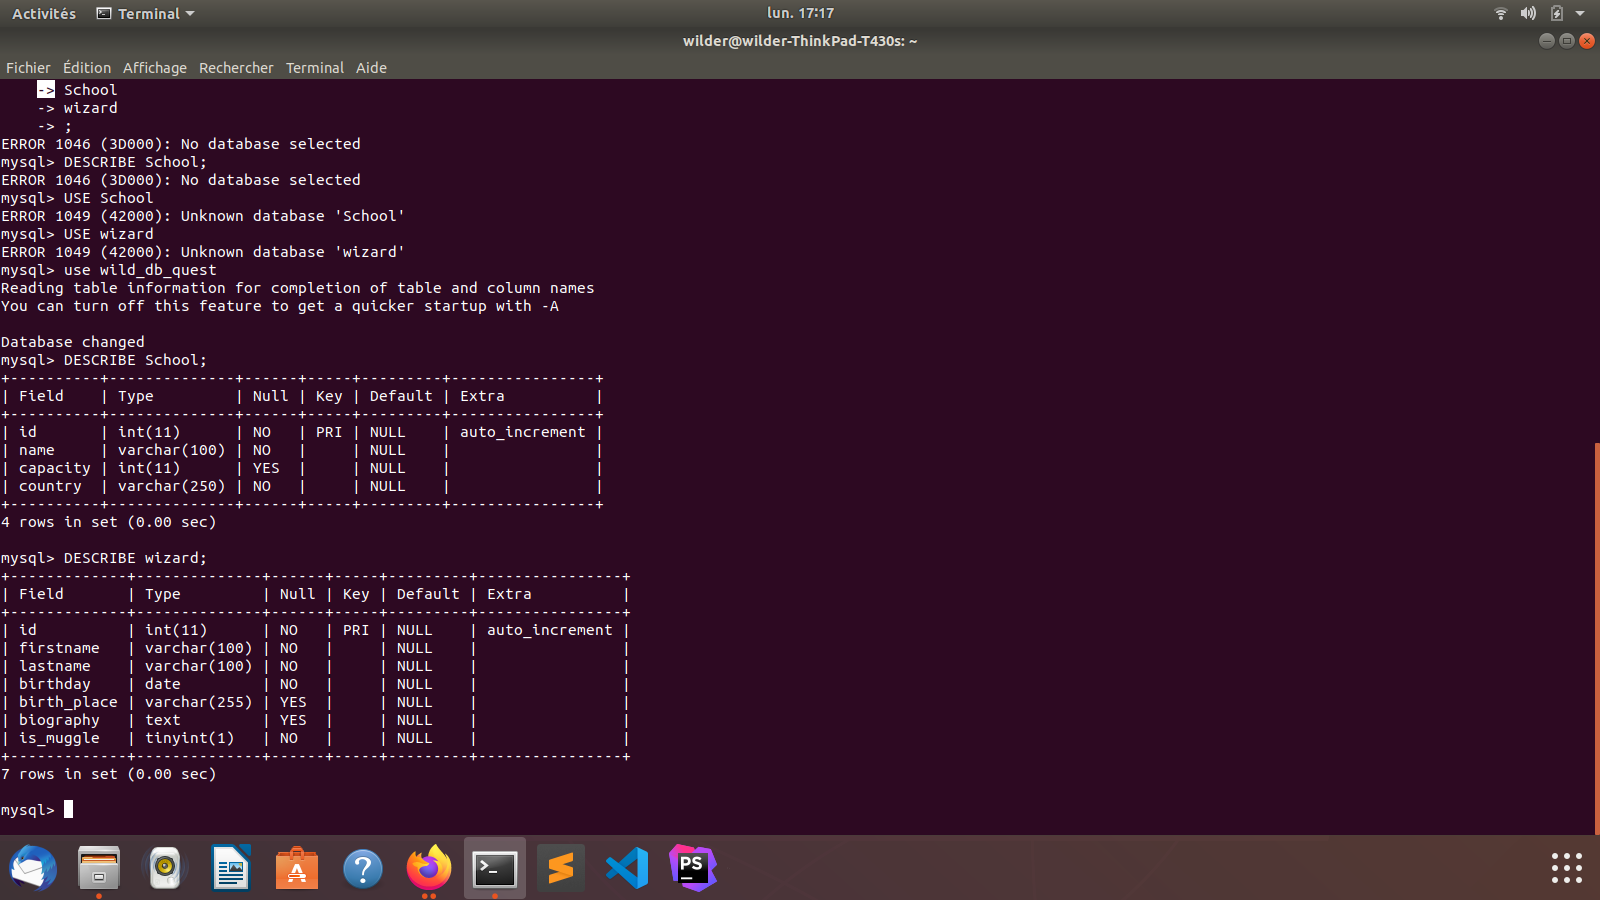 Activités Terminal lun. 17:17
wilder@wilder-ThinkPad-T430s: ~
Fichier Édition Affichage Rechercher Terminal Aide
    -> School
    -> wizard
    -> ;
ERROR 1046 (3D000): No database selected
mysql> DESCRIBE School;
ERROR 1046 (3D000): No database selected
mysql> USE School
ERROR 1049 (42000): Unknown database 'School'
mysql> USE wizard
ERROR 1049 (42000): Unknown database 'wizard'
mysql> use wild_db_quest
Reading table information for completion of table and column names
You can turn off this feature to get a quicker startup with -A

Database changed
mysql> DESCRIBE School;
+----------+--------------+------+-----+---------+----------------+
| Field    | Type         | Null | Key | Default | Extra          |
+----------+--------------+------+-----+---------+----------------+
| id       | int(11)      | NO   | PRI | NULL    | auto_increment |
| name     | varchar(100) | NO   |     | NULL    |                |
| capacity | int(11)      | YES  |     | NULL    |                |
| country  | varchar(250) | NO   |     | NULL    |                |
+----------+--------------+------+-----+---------+----------------+
4 rows in set (0.00 sec)

mysql> DESCRIBE wizard;
+-------------+--------------+------+-----+---------+----------------+
| Field       | Type         | Null | Key | Default | Extra          |
+-------------+--------------+------+-----+---------+----------------+
| id          | int(11)      | NO   | PRI | NULL    | auto_increment |
| firstname   | varchar(100) | NO   |     | NULL    |                |
| lastname    | varchar(100) | NO   |     | NULL    |                |
| birthday    | date         | NO   |     | NULL    |                |
| birth_place | varchar(255) | YES  |     | NULL    |                |
| biography   | text         | YES  |     | NULL    |                |
| is_muggle   | tinyint(1)   | NO   |     | NULL    |                |
+-------------+--------------+------+-----+---------+----------------+
7 rows in set (0.00 sec)

mysql>
PS